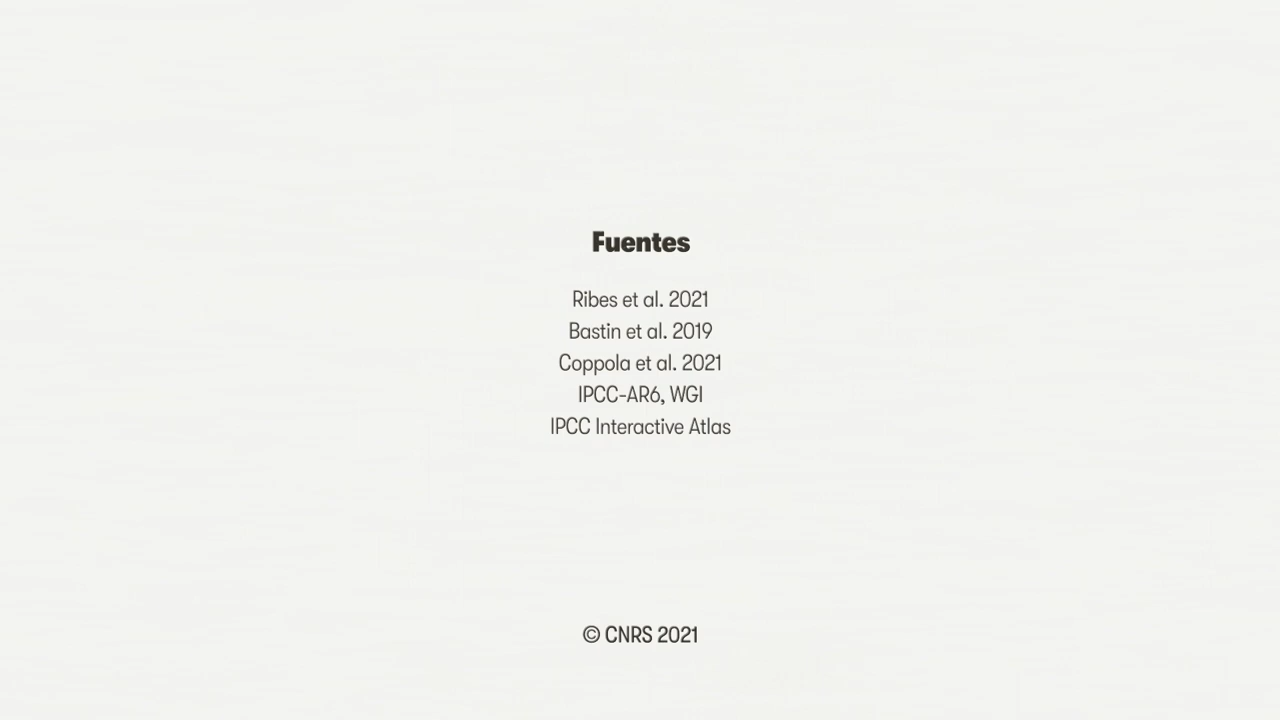 Fuentes
Ribes et al. 2021
Bastin et al. 2019
Coppola et al. 2021
IPCC-AR6, WGI
IPCC Interactive Atlas
© CNRS 2021